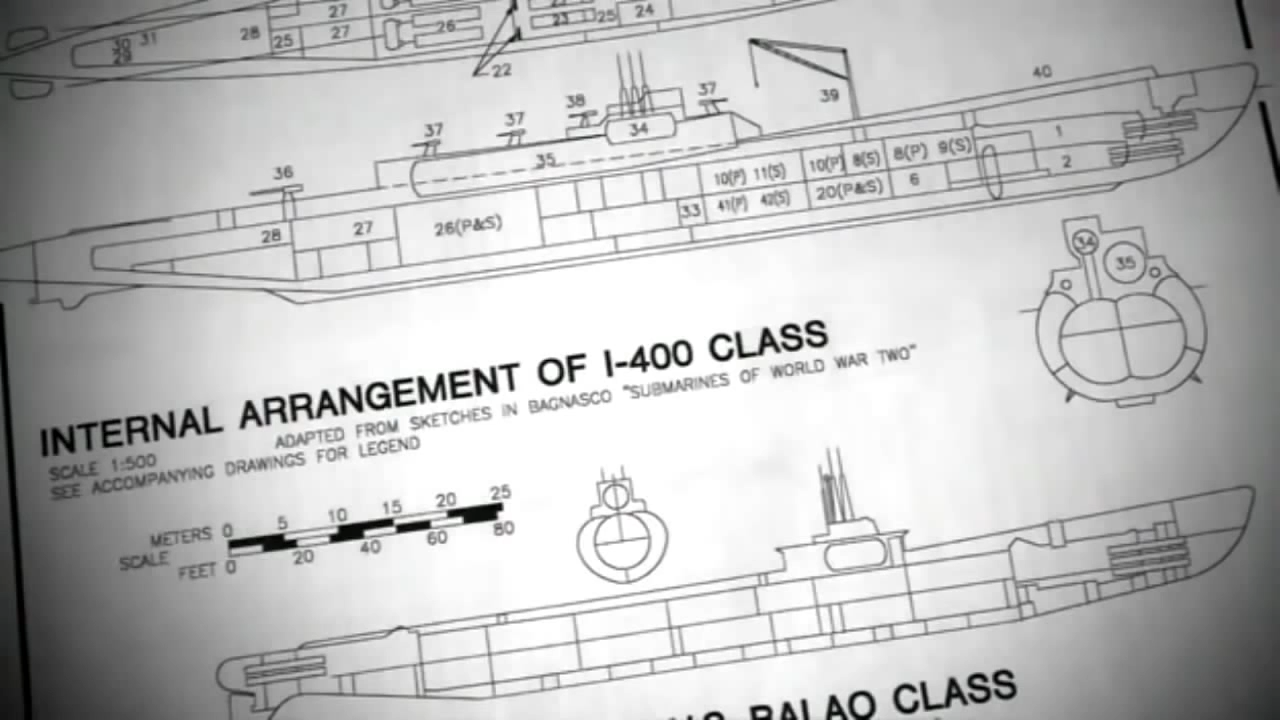 27
31
28
25
27
30
29
26
23
25
24
22
40
37
38
37
37
39
34
36
35
1
10(P) 11(S)
10(P) 8(S)
8(P) 9(S)
2
28
27
26(P&S)
33
41(P) 42(S)
20(P&S)
6
34
35
INTERNAL ARRANGEMENT OF I-400 CLASS
ADAPTED FROM SKETCHES IN BAGNASCO "SUBMARINES OF WORLD WAR TWO"
SCALE 1:500
SEE ACCOMPANYING DRAWINGS FOR LEGEND
METERS 0 5 10 15 20 25
SCALE
FEET 0 20 40 60 80
BALAO CLASS